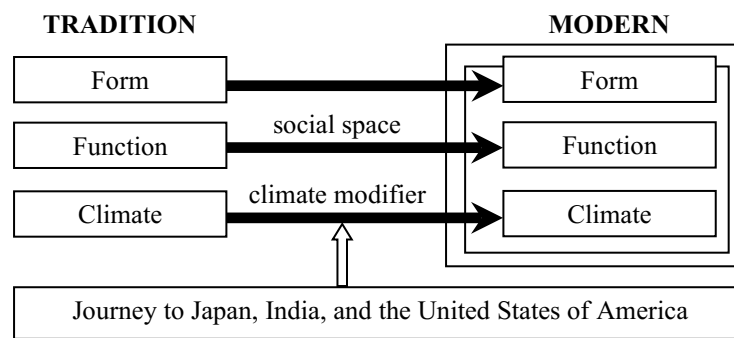 TRADITION MODERN
Form Form
social space
Function Function
climate modifier
Climate Climate
Journey to Japan, India, and the United States of America